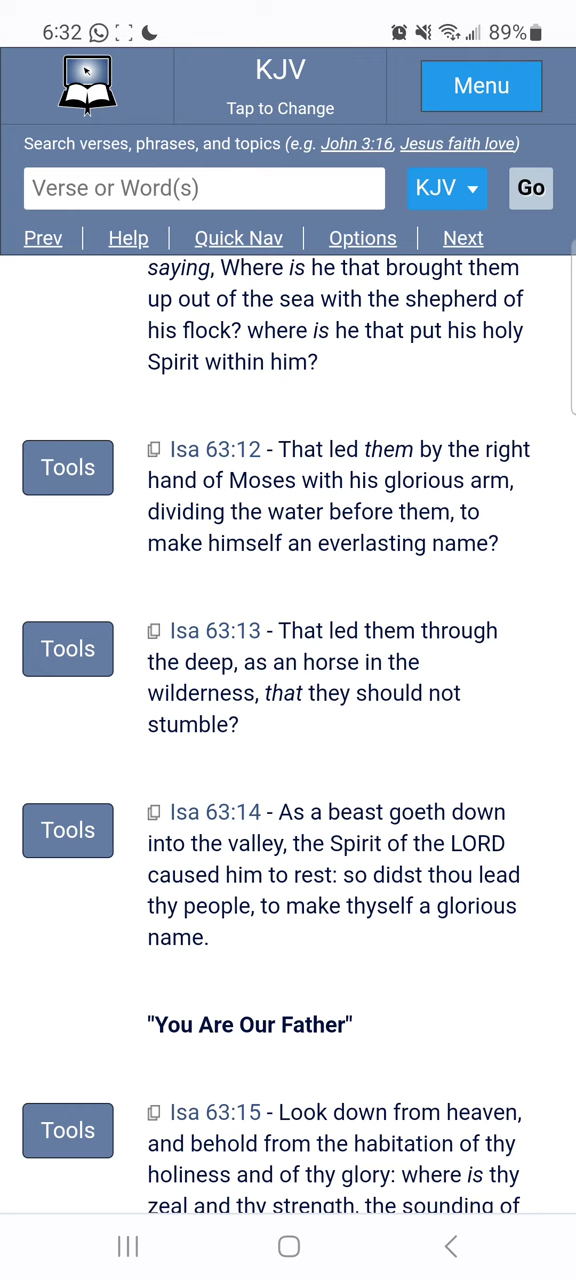 6:32
89%
KJV
Tap to Change
Menu
Search verses, phrases, and topics (e.g. John 3:16, Jesus faith love)
Verse or Word(s)
KJV
Go
Prev
Help
Quick Nav
Options
Next
saying, Where is he that brought them
up out of the sea with the shepherd of
his flock? where is he that put his holy
Spirit within him?
Tools
Isa 63:12 - That led them by the right
hand of Moses with his glorious arm,
dividing the water before them, to
make himself an everlasting name?
Tools
Isa 63:13 - That led them through
the deep, as an horse in the
wilderness, that they should not
stumble?
Tools
Isa 63:14 - As a beast goeth down
into the valley, the Spirit of the LORD
caused him to rest: so didst thou lead
thy people, to make thyself a glorious
name.
"You Are Our Father"
Tools
Isa 63:15 - Look down from heaven,
and behold from the habitation of thy
holiness and of thy glory: where is thy
zeal and thy strength, the sounding of